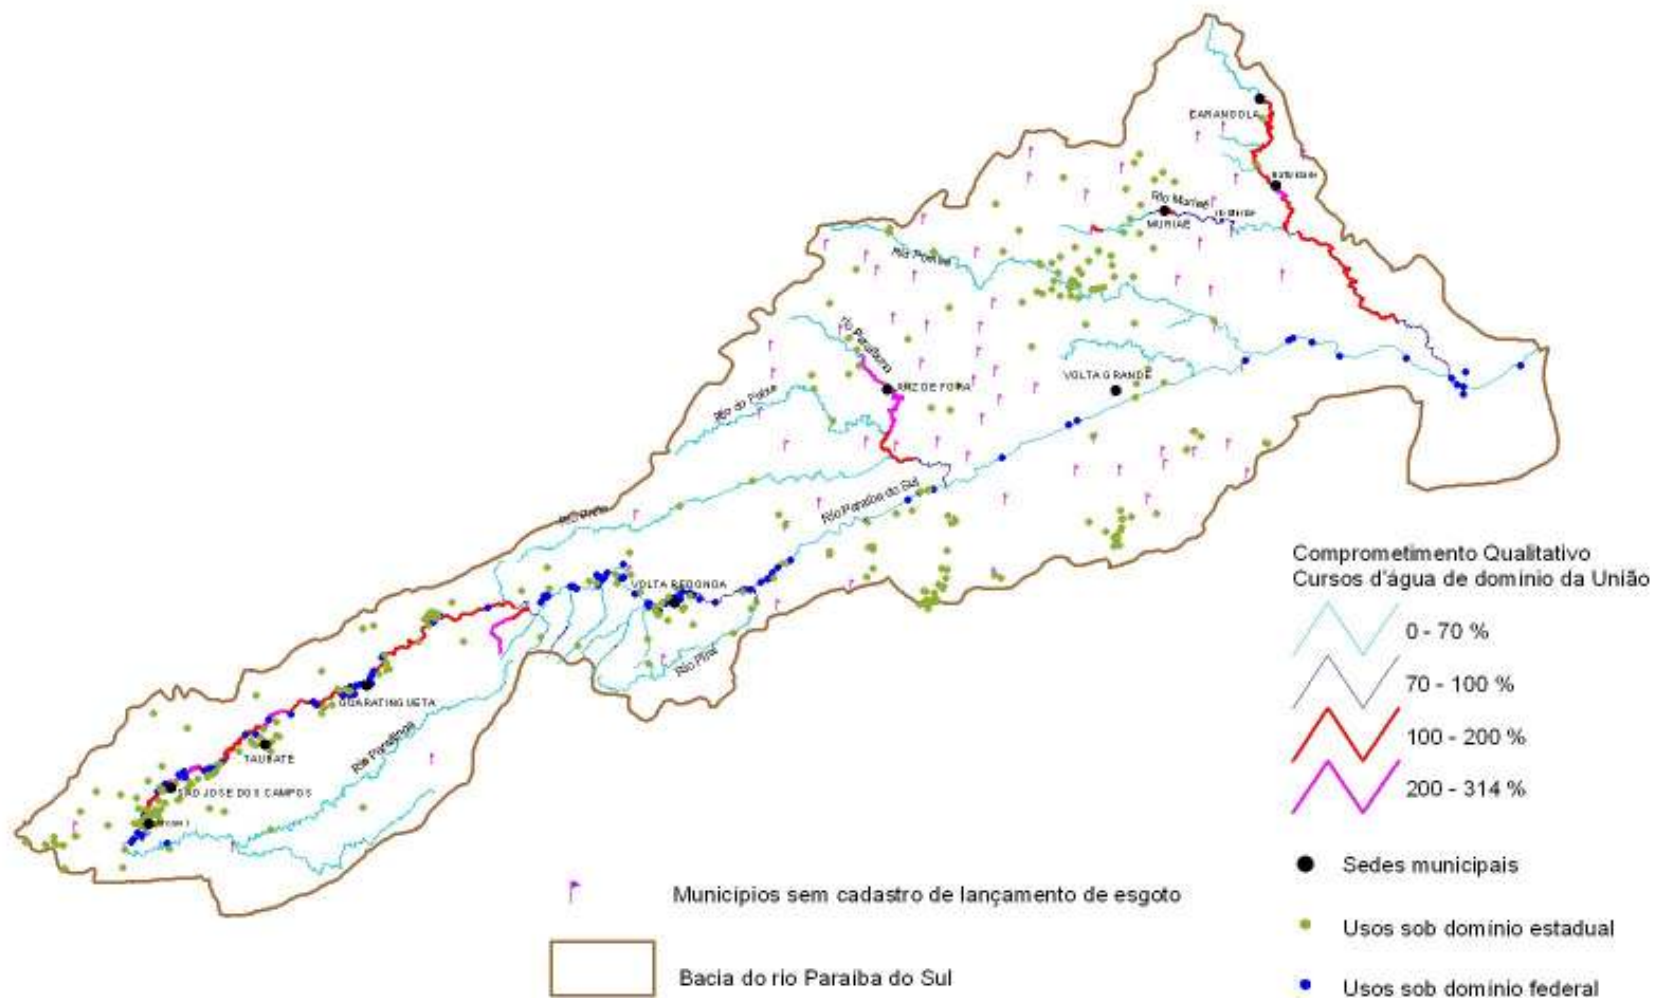 CARANGOLA
Rio Muriaé
MURIAÉ
Rio Pomba
rio Paraibuna
JUIZ DE FORA
VOLTA GRANDE
Rio do Peixe
Rio Preto
Rio Paraíba do Sul
VOLTA REDONDA
Rio Piraí
GUARATINGUETA
Rio Paraitinga
TAUBATE
SÃO JOSE DOS CAMPOS
Comprometimento Qualitativo
Cursos d'água de domínio da União
0 - 70 %
70 - 100 %
100 - 200 %
200 - 314 %
Sedes municipais
Municípios sem cadastro de lançamento de esgoto
Usos sob domínio estadual
Bacia do rio Paraíba do Sul
Usos sob domínio federal